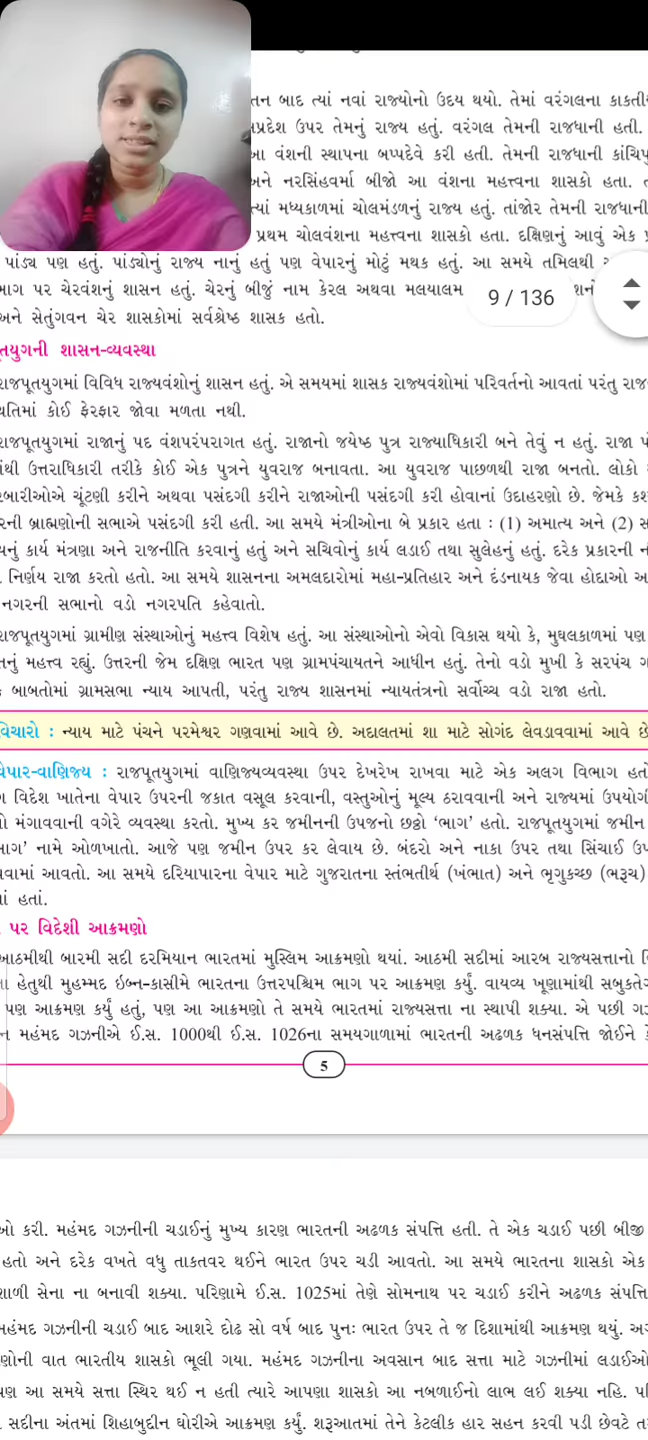 તન બાદ ત્યાં નવાં રાજ્યોનો ઉદય થયો. તેમાં વરંગલના કાકતી
પ્રદેશ ઉપર તેમનું રાજ્ય હતું. વરંગલ તેમની રાજધાની હતી.
આ વંશની સ્થાપના બપ્પદેવે કરી હતી. તેમની રાજધાની કાંચિપુ
અને નરસિંહવર્મા બીજો આ વંશના મહત્ત્વના શાસકો હતા.
ત્યાં મધ્યકાળમાં ચોલમંડળનું રાજ્ય હતું. તાંજોર તેમની રાજધાની
પ્રથમ ચોલવંશના મહત્ત્વના શાસકો હતા. દક્ષિણનું આવું એક
પાંડ્ય પણ હતું. પાંડ્યોનું રાજ્ય નાનું હતું પણ વેપારનું મોટું મથક હતું. આ સમયે તમિલથી
ભાગ પર ચેરવંશનું શાસન હતું. ચેરનું બીજું નામ કેરલ અથવા મલયાલમ
9 / 136
અને સેતુંગવન ચેર શાસકોમાં સર્વશ્રેષ્ઠ શાસક હતો.
તયુગની શાસન-વ્યવસ્થા
રાજપૂતયુગમાં વિવિધ રાજ્યવંશોનું શાસન હતું. એ સમયમાં શાસક રાજ્યવંશોમાં પરિવર્તનો આવતાં પરંતુ રાજ
થતિમાં કોઈ ફેરફાર જોવા મળતા નથી.
રાજપૂતયુગમાં રાજાનું પદ વંશપરંપરાગત હતું. રાજાનો જ્યેષ્ઠ પુત્ર રાજ્યાધિકારી બને તેવું ન હતું. રાજા
થી ઉત્તરાધિકારી તરીકે કોઈ એક પુત્રને યુવરાજ બનાવતા. આ યુવરાજ પાછળથી રાજા બનતો. લોકો
રબારીઓએ ચૂંટણી કરીને અથવા પસંદગી કરીને રાજાઓની પસંદગી કરી હોવાનાં ઉદાહરણો છે. જેમકે કશ
રની બ્રાહ્મણોની સભાએ પસંદગી કરી હતી. આ સમયે મંત્રીઓના બે પ્રકાર હતા : (1) અમાત્ય અને (2) સ
યનું કાર્ય મંત્રણા અને રાજનીતિ કરવાનું હતું અને સચિવોનું કાર્ય લડાઈ તથા સુલેહનું હતું. દરેક પ્રકારની ની
નિર્ણય રાજા કરતો હતો. આ સમયે શાસનના અમલદારોમાં મહા-પ્રતિહાર અને દંડનાયક જેવા હોદાઓ અ
નગરની સભાનો વડો નગરપતિ કહેવાતો.
રાજપૂતયુગમાં ગ્રામીણ સંસ્થાઓનું મહત્ત્વ વિશેષ હતું. આ સંસ્થાઓનો એવો વિકાસ થયો કે, મુઘલકાળમાં પણ
તનું મહત્ત્વ રહ્યું. ઉત્તરની જેમ દક્ષિણ ભારત પણ ગ્રામપંચાયતને આધીન હતું. તેનો વડો મુખી કે સરપંચ ગ
ક બાબતોમાં ગ્રામસભા ન્યાય આપતી, પરંતુ રાજ્ય શાસનમાં ન્યાયતંત્રનો સર્વોચ્ચ વડો રાજા હતો.
વિચારો : ન્યાય માટે પંચને પરમેશ્વર ગણવામાં આવે છે. અદાલતમાં શા માટે સોગંદ લેવડાવવામાં આવે છે
વેપાર-વાણિજ્ય : રાજપૂતયુગમાં વાણિજ્યવ્યવસ્થા ઉપર દેખરેખ રાખવા માટે એક અલગ વિભાગ હતો
વિદેશ ખાતેના વેપાર ઉપરની જકાત વસૂલ કરવાની, વસ્તુઓનું મૂલ્ય ઠરાવવાની અને રાજ્યમાં ઉપયોગી
ઓ મંગાવવાની વગેરે વ્યવસ્થા કરતો. મુખ્ય કર જમીનની ઉપજનો છઠ્ઠો ‘ભાગ’ હતો. રાજપૂતયુગમાં જમીન
ભાગ’ નામે ઓળખાતો. આજે પણ જમીન ઉપર કર લેવાય છે. બંદરો અને નાકા ઉપર તથા સિંચાઈ ઉપ
વવામાં આવતો. આ સમયે દરિયાપારના વેપાર માટે ગુજરાતના સ્તંભતીર્થ (ખંભાત) અને ભૃગુકચ્છ (ભરૂચ)
ાં હતાં.
પર વિદેશી આક્રમણો
આઠમીથી બારમી સદી દરમિયાન ભારતમાં મુસ્લિમ આક્રમણો થયાં. આઠમી સદીમાં આરબ રાજ્યસત્તાનો
ના હેતુથી મુહમ્મદ ઇબ્ન-કાસીમે ભારતના ઉત્તરપશ્ચિમ ભાગ પર આક્રમણ કર્યું. વાયવ્ય ખૂણામાંથી સબુકતે
પણ આક્રમણ કર્યું હતું, પણ આ આક્રમણો તે સમયે ભારતમાં રાજ્યસત્તા ના સ્થાપી શક્યા. એ પછી ગઝ
ન મહંમદ ગઝનીએ ઈ.સ. 1000થી ઈ.સ. 1026ના સમયગાળામાં ભારતની અઢળક ધનસંપત્તિ જોઈને
5
ઓ કરી. મહંમદ ગઝનીની ચડાઈનું મુખ્ય કારણ ભારતની અઢળક સંપત્તિ હતી. તે એક ચડાઈ પછી બીજી
હતો અને દરેક વખતે વધુ તાકતવર થઈને ભારત ઉપર ચડી આવતો. આ સમયે ભારતના શાસકો એક
શાળી સેના ના બનાવી શક્યા. પરિણામે ઈ.સ. 1025માં તેણે સોમનાથ પર ચડાઈ કરીને અઢળક સંપત્તિ
મહંમદ ગઝનીની ચડાઈ બાદ આશરે દોઢ સો વર્ષ બાદ પુનઃ ભારત ઉપર તે જ દિશામાંથી આક્રમણ થયું. અ
ણોની વાત ભારતીય શાસકો ભૂલી ગયા. મહંમદ ગઝનીના અવસાન બાદ સત્તા માટે ગઝનીમાં લડાઈઓ
પણ આ સમયે સત્તા સ્થિર થઈ ન હતી ત્યારે આપણા શાસકો આ નબળાઈનો લાભ લઈ શક્યા નહિ.
સદીના અંતમાં શિહાબુદ્દીન ઘોરીએ આક્રમણ કર્યું. શરૂઆતમાં તેને કેટલીક હાર સહન કરવી પડી છેવટે ત